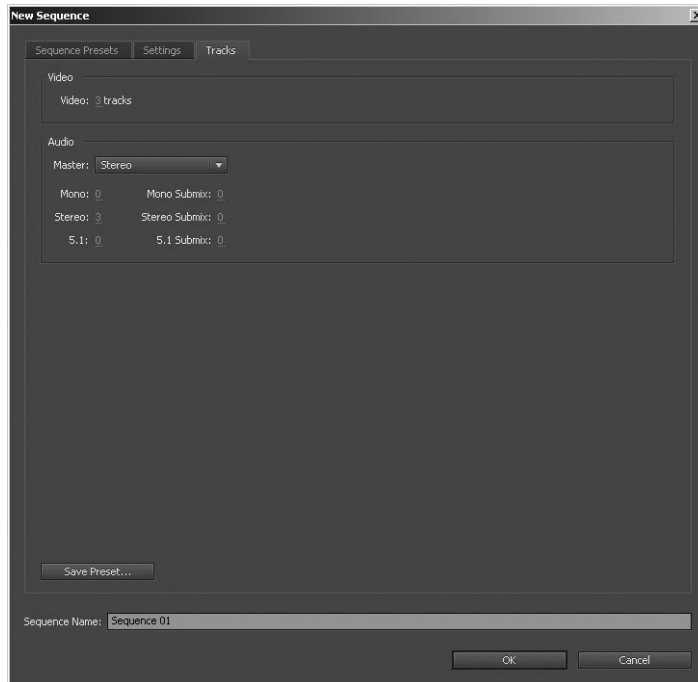 New Sequence
Sequence Presets Settings Tracks
Video
Video: 3 tracks
Audio
Master: Stereo
Mono: 0 Mono Submix: 0
Stereo: 3 Stereo Submix: 0
5.1: 0 5.1 Submix: 0
Save Preset...
Sequence Name: Sequence 01
OK Cancel